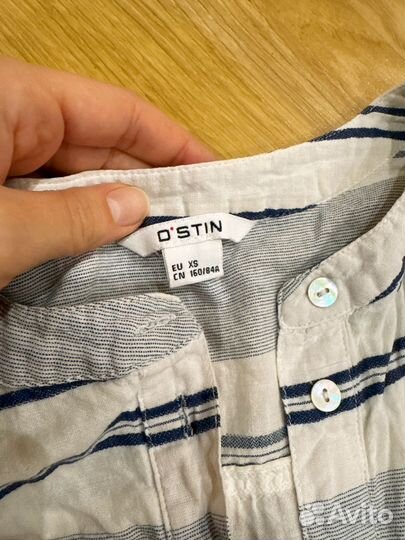 O'STIN
EU XS
CN 160/84A
Avito